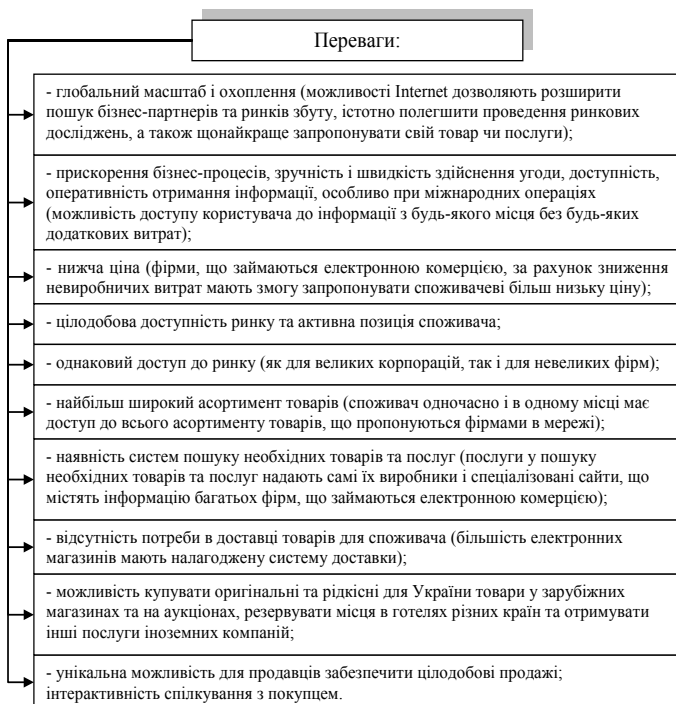 Переваги:
- глобальний масштаб і охоплення (можливості Internet дозволяють розширити
пошук бізнес-партнерів та ринків збуту, істотно полегшити проведення ринкових
досліджень, а також щонайкраще запропонувати свій товар чи послуги);
- прискорення бізнес-процесів, зручність і швидкість здійснення угоди, доступність,
оперативність отримання інформації, особливо при міжнародних операціях
(можливість доступу користувача до інформації з будь-якого місця без будь-яких
додаткових витрат);
- нижча ціна (фірми, що займаються електронною комерцією, за рахунок зниження
невиробничих витрат мають змогу запропонувати споживачеві більш низьку ціну);
- цілодобова доступність ринку та активна позиція споживача;
- однаковий доступ до ринку (як для великих корпорацій, так і для невеликих фірм);
- найбільш широкий асортимент товарів (споживач одночасно і в одному місці має
доступ до всього асортименту товарів, що пропонуються фірмами в мережі);
- наявність систем пошуку необхідних товарів та послуг (послуги у пошуку
необхідних товарів та послуг надають самі їх виробники і спеціалізовані сайти, що
містять інформацію багатьох фірм, що займаються електронною комерцією);
- відсутність потреби в доставці товарів для споживача (більшість електронних
магазинів мають налагоджену систему доставки);
- можливість купувати оригінальні та рідкісні для України товари у зарубіжних
магазинах та на аукціонах, резервувати місця в готелях різних країн та отримувати
інші послуги іноземних компаній;
- унікальна можливість для продавців забезпечити цілодобові продажі;
інтерактивність спілкування з покупцем.